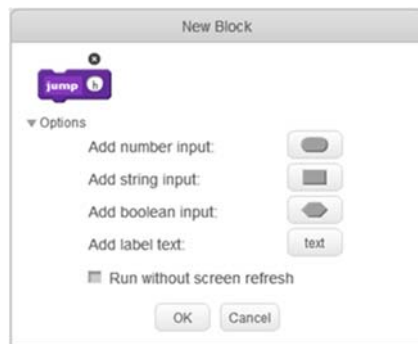 New Block
jump h
Options
Add number input:
Add string input:
Add boolean input:
Add label text: text
Run without screen refresh
OK Cancel